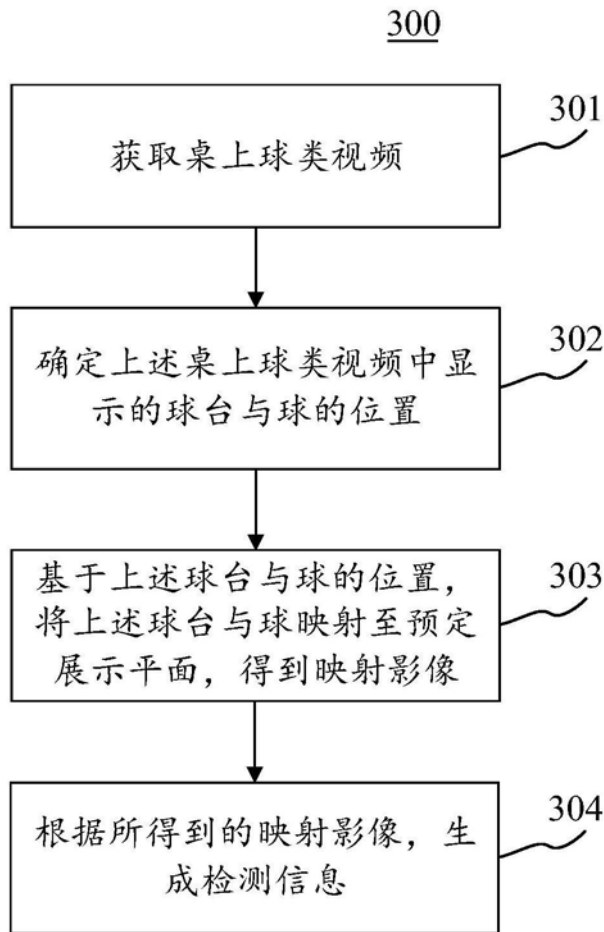 300
获取桌上球类视频
301
确定上述桌上球类视频中显
示的球台与球的位置
302
基于上述球台与球的位置，
将上述球台与球映射至预定
展示平面，得到映射影像
303
根据所得到的映射影像，生
成检测信息
304